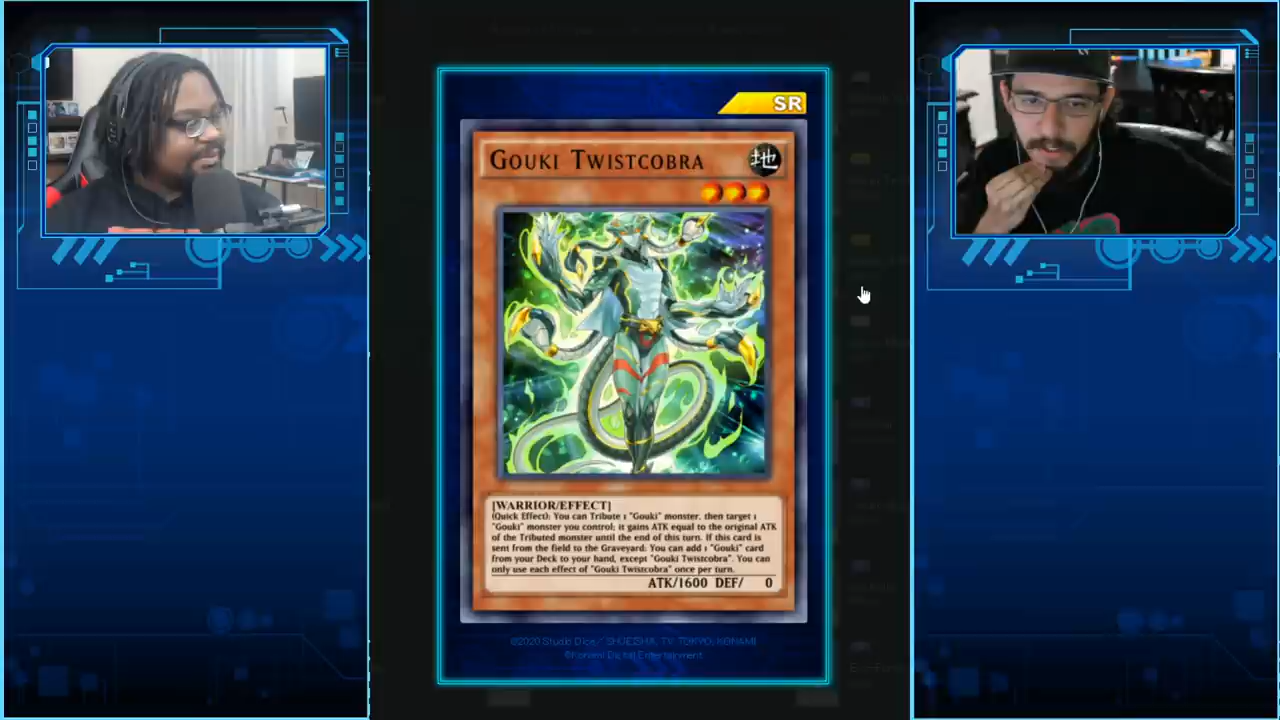 SR
GOUKI TWISTCOBRA
地
[WARRIOR/EFFECT]
(Quick Effect): You can Tribute 1 "Gouki" monster, then target 1
"Gouki" monster you control; it gains ATK equal to the original ATK
of the Tributed monster until the end of this turn. If this card is
sent from the field to the Graveyard: You can add 1 "Gouki" card
from your Deck to your hand, except "Gouki Twistcobra". You can
only use each effect of "Gouki Twistcobra" once per turn.
ATK/1600 DEF/ 0
©2020 Studio Dice/SHUEISHA, TV TOKYO, KONAMI
©Konami Digital Entertainment